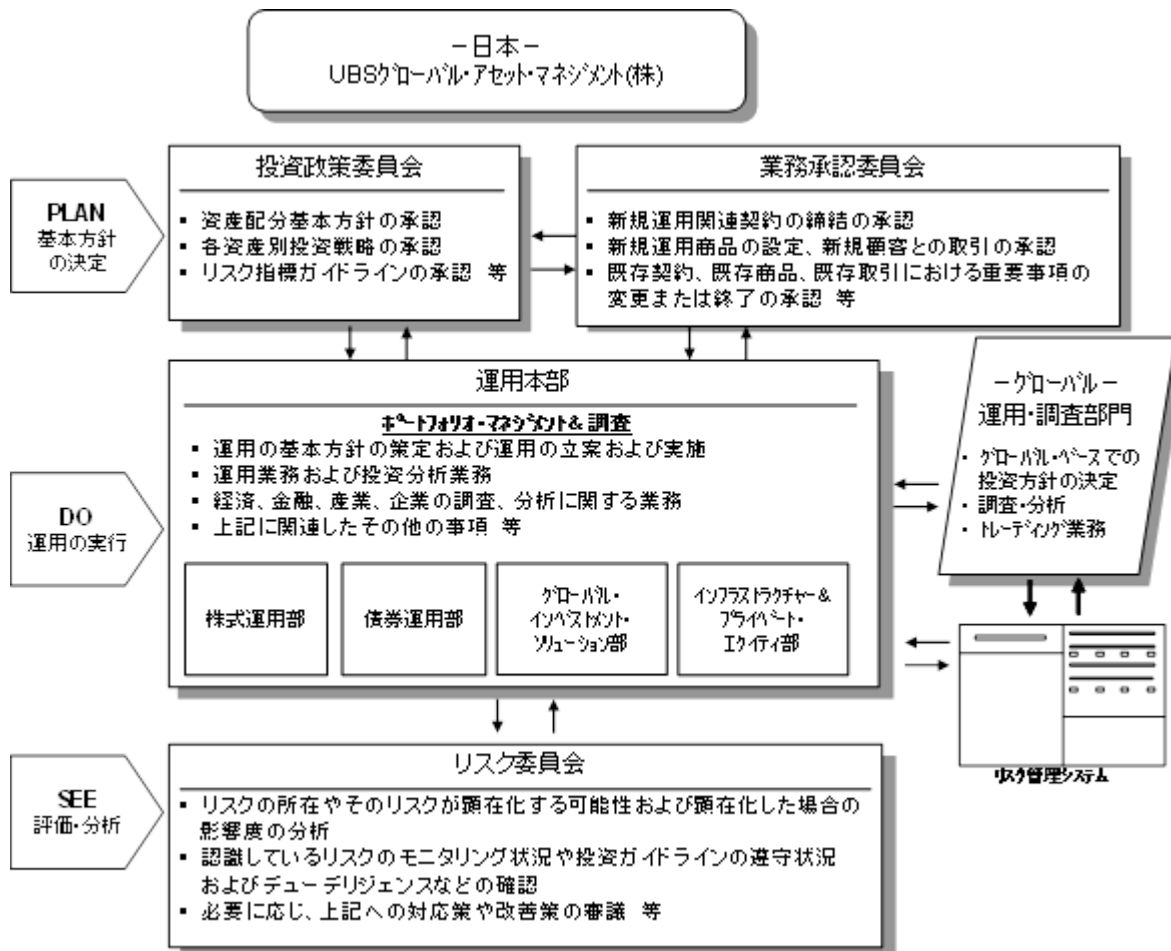 －日本－
UBSｸﾞﾛｰﾊﾞﾙ・ｱｾｯﾄ・ﾏﾈｼﾞﾒﾝﾄ(株)
PLAN
基本方針
の決定
投資政策委員会
▪ 資産配分基本方針の承認
▪ 各資産別投資戦略の承認
▪ リスク指標ガイドラインの承認 等
業務承認委員会
▪ 新規運用関連契約の締結の承認
▪ 新規運用商品の設定、新規顧客との取引の承認
▪ 既存契約、既存商品、既存取引における重要事項の
変更または終了の承認 等
DO
運用の実行
運用本部
ﾎﾟｰﾄﾌｫﾘｵ・ﾏﾈｼﾞﾒﾝﾄ& 調査
▪ 運用の基本方針の策定および運用の立案および実施
▪ 運用業務および投資分析業務
▪ 経済、金融、産業、企業の調査、分析に関する業務
▪ 上記に関連したその他の事項 等
株式運用部
債券運用部
ｸﾞﾛｰﾊﾞﾙ・
ｲﾝﾍﾞｽﾄﾒﾝﾄ・
ｿﾘｭｰｼｮﾝ部
ｲﾝﾌﾗｽﾄﾗｸﾁｬｰ＆
ﾌﾟﾗｲﾍﾞｰﾄ・
ｴｸｲﾃｨ部
－ｸﾞﾛｰﾊﾞﾙ－
運用・調査部門
▪ ｸﾞﾛｰﾊﾞﾙ・ﾍﾞｰｽでの
投資方針の決定
▪ 調査・分析
▪ ﾄﾚｰﾃﾞｨﾝｸﾞ業務
ﾘｽｸ管理ｼｽﾃﾑ
SEE
評価・分析
リスク委員会
▪ リスクの所在やそのリスクが顕在化する可能性および顕在化した場合の
影響度の分析
▪ 認識しているリスクのモニタリング状況や投資ガイドラインの遵守状況
およびデューデリジェンスなどの確認
▪ 必要に応じ、上記への対応策や改善策の審議 等